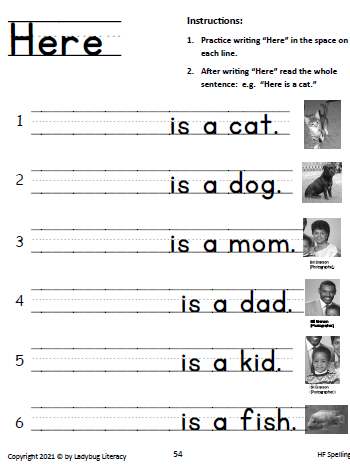 Here
Instructions:
1. Practice writing "Here" in the space on
each line.
2. After writing "Here" read the whole
sentence: e.g. "Here is a cat."
1 is a cat.
2 is a dog.
3 is a mom.
Bill Branson
(Photographer),
4 is a dad.
Bill Branson
(Photographer)
5 is a kid.
Bill Branson
(Photographer)
6 is a fish.
Copyright 2021 © by Ladybug Literacy
54
HF Spelling